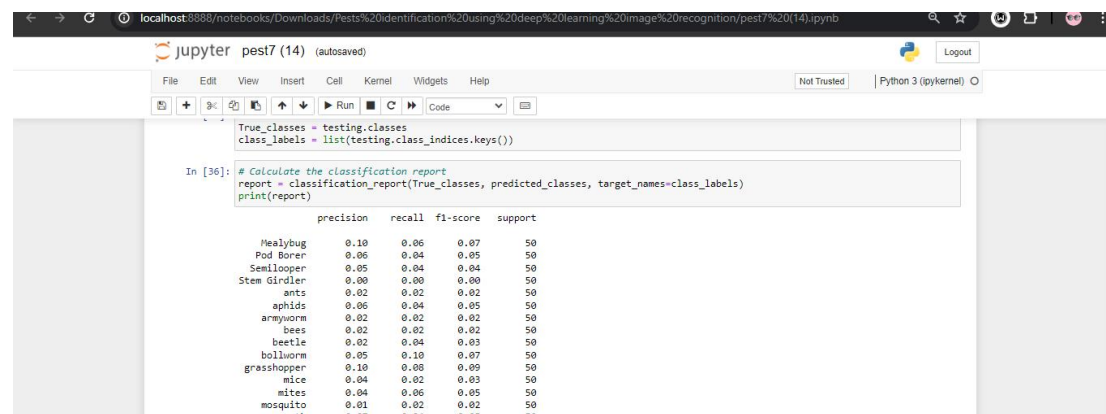 localhost:8888/notebooks/Downloads/Pests%20identification%20using%20deep%20learning%20image%20recognition/pest7%20(14).ipynb
jupyter pest7 (14) (autosaved)
Logout
File Edit View Insert Cell Kernel Widgets Help
Not Trusted
Python 3 (ipykernel)
Run
Code
True_classes = testing.classes
class_labels = list(testing.class_indices.keys())
In [36]: # Calculate the classification report
report = classification_report(True_classes, predicted_classes, target_names=class_labels)
print(report)
precision recall f1-score support
Mealybug 0.10 0.06 0.07 50
Pod Borer 0.06 0.04 0.05 50
Semilooper 0.05 0.04 0.04 50
Stem Girdler 0.00 0.00 0.00 50
ants 0.02 0.02 0.02 50
aphids 0.06 0.04 0.05 50
armyworm 0.02 0.02 0.02 50
bees 0.02 0.02 0.02 50
beetle 0.02 0.04 0.03 50
bollworm 0.05 0.10 0.07 50
grasshopper 0.10 0.08 0.09 50
mice 0.04 0.02 0.03 50
mites 0.04 0.06 0.05 50
mosquito 0.01 0.02 0.02 50